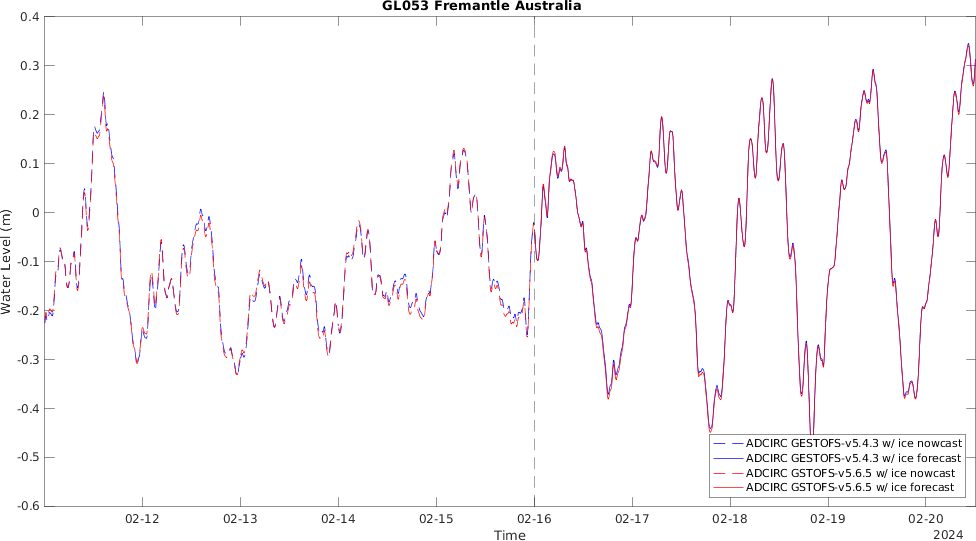 GL053 Fremantle Australia
0.4
0.3
0.2
0.1
0
-0.1
-0.2
-0.3
-0.4
-0.5
-0.6
Water Level (m)
ADCIRC GESTOFS-v5.4.3 w/ ice nowcast
ADCIRC GESTOFS-v5.4.3 w/ ice forecast
ADCIRC GSTOFS-v5.6.5 w/ ice nowcast
ADCIRC GSTOFS-v5.6.5 w/ ice forecast
02-12 02-13 02-14 02-15 02-16 02-17 02-18 02-19 02-20
Time
2024